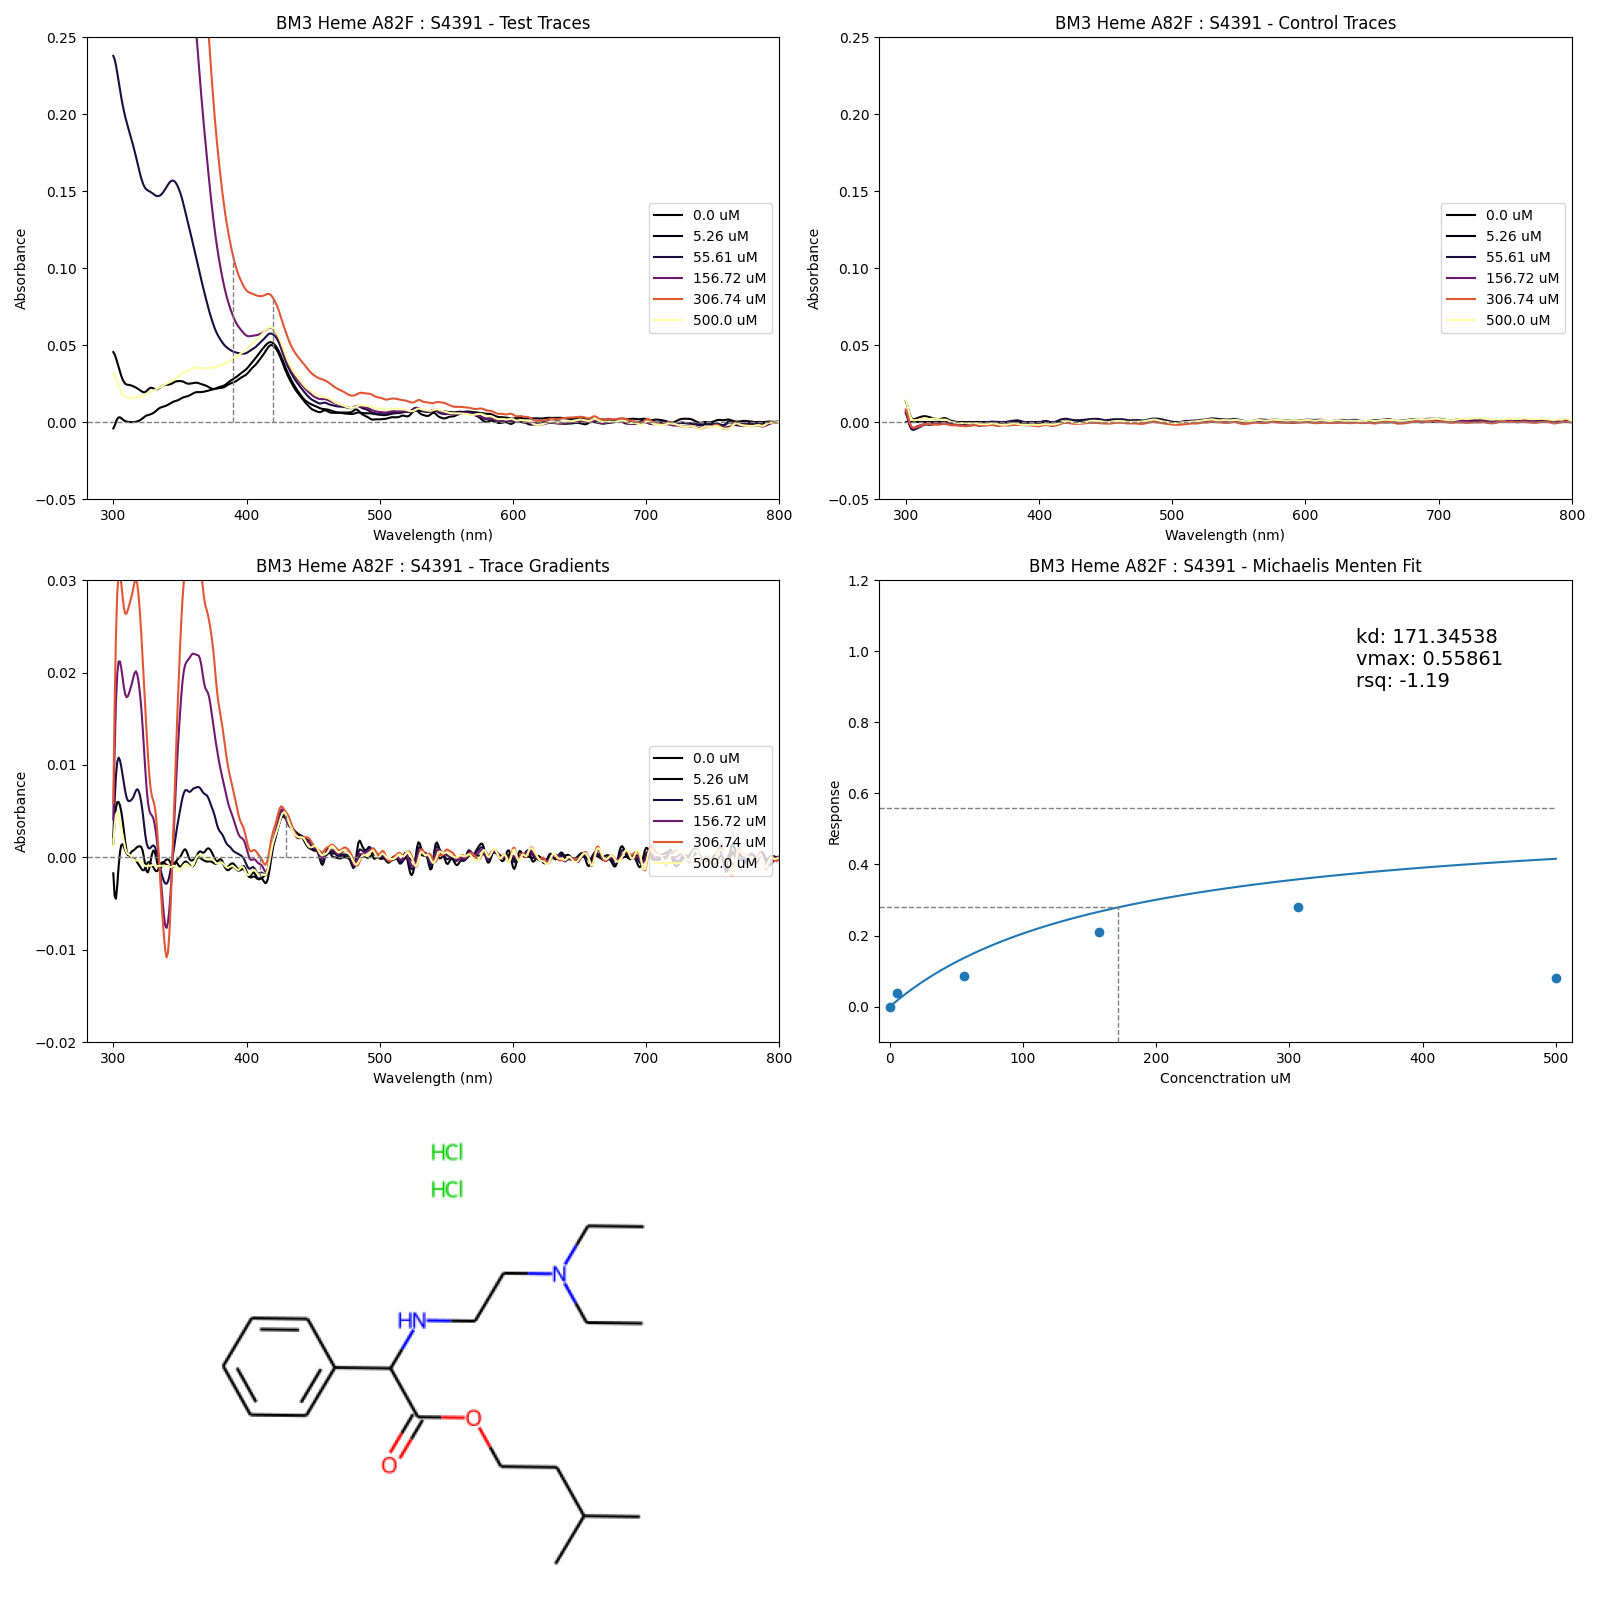 BM3 Heme A82F : S4391 - Test Traces
0.25
0.20
0.15
0.10
0.05
0.00
−0.05
Absorbance
300 400 500 600 700 800
Wavelength (nm)
0.0 uM
5.26 uM
55.61 uM
156.72 uM
306.74 uM
500.0 uM
BM3 Heme A82F : S4391 - Control Traces
0.25
0.20
0.15
0.10
0.05
0.00
−0.05
Absorbance
300 400 500 600 700 800
Wavelength (nm)
0.0 uM
5.26 uM
55.61 uM
156.72 uM
306.74 uM
500.0 uM
BM3 Heme A82F : S4391 - Trace Gradients
0.03
0.02
0.01
0.00
−0.01
−0.02
Absorbance
300 400 500 600 700 800
Wavelength (nm)
0.0 uM
5.26 uM
55.61 uM
156.72 uM
306.74 uM
500.0 uM
BM3 Heme A82F : S4391 - Michaelis Menten Fit
1.2
1.0
0.8
0.6
0.4
0.2
0.0
Response
kd: 171.34538
vmax: 0.55861
rsq: -1.19
0 100 200 300 400 500
Concenctration uM
HCl
HCl
N
HN
O
O